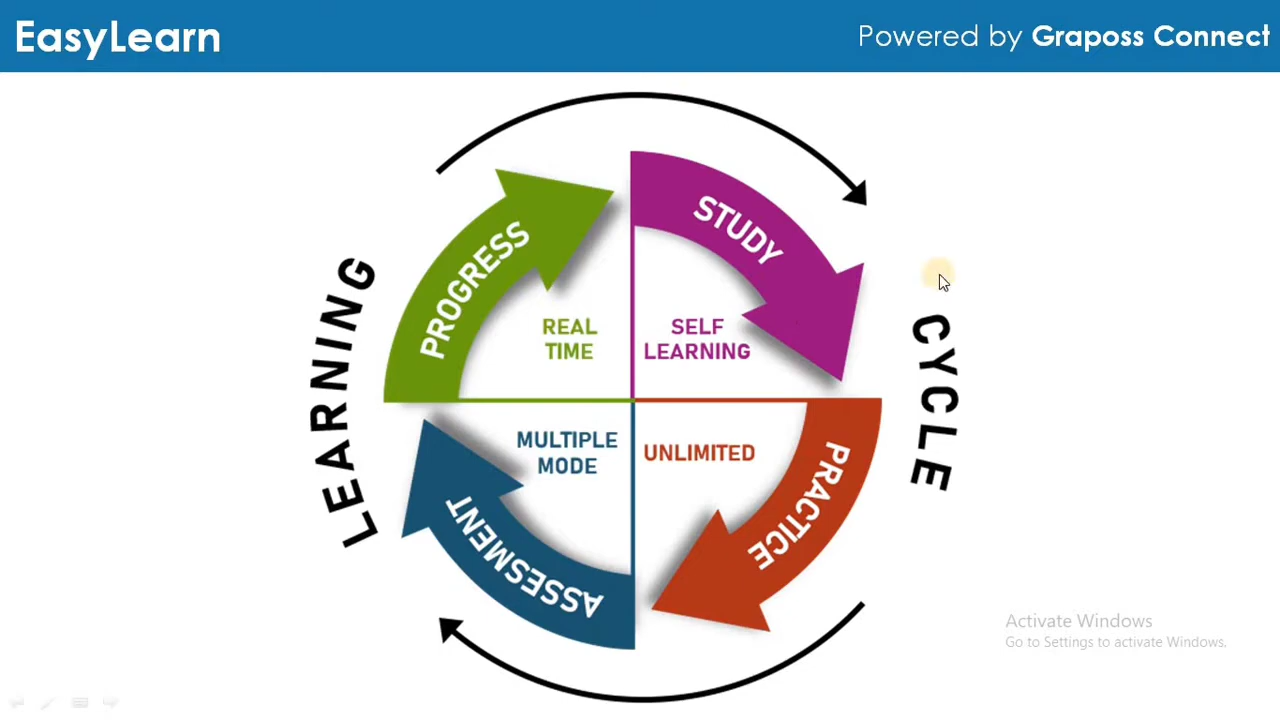 EasyLearn
Powered by Graposs Connect
LEARNING
CYCLE
PROGRESS
STUDY
REAL
TIME
SELF
LEARNING
MULTIPLE
MODE
UNLIMITED
ASSESMENT
PRACTICE
Activate Windows
Go to Settings to activate Windows.